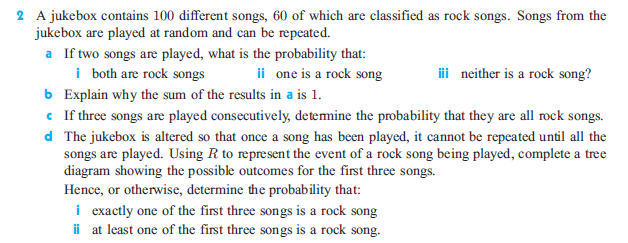 2 A jukebox contains 100 different songs, 60 of which are classified as rock songs. Songs from the
jukebox are played at random and can be repeated.
a If two songs are played, what is the probability that:
i both are rock songs ii one is a rock song iii neither is a rock song?
b Explain why the sum of the results in a is 1.
c If three songs are played consecutively, determine the probability that they are all rock songs.
d The jukebox is altered so that once a song has been played, it cannot be repeated until all the
songs are played. Using R to represent the event of a rock song being played, complete a tree
diagram showing the possible outcomes for the first three songs.
Hence, or otherwise, determine the probability that:
i exactly one of the first three songs is a rock song
ii at least one of the first three songs is a rock song.